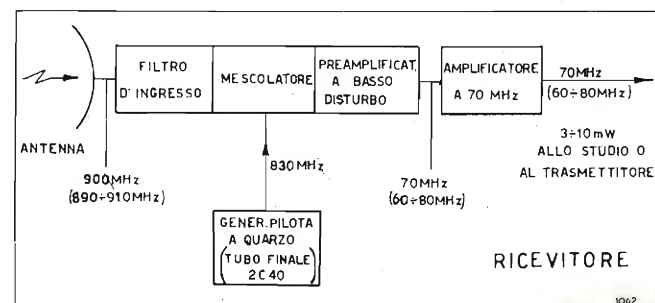 ANTENNA
FILTRO
D'INGRESSO
MESCOLATORE
PREAMPLIFICAT.
A BASSO
DISTURBO
AMPLIFICATORE
A 70 MHz
70MHz
(60÷80MHz)
3÷10mW
ALLO STUDIO O
AL TRASMETTITORE
900MHz
(890÷910MHz)
830MHz
70MHz
(60÷80MHz)
GENER.PILOTA
A QUARZO
(TUBO FINALE
2C40)
RICEVITORE
1042